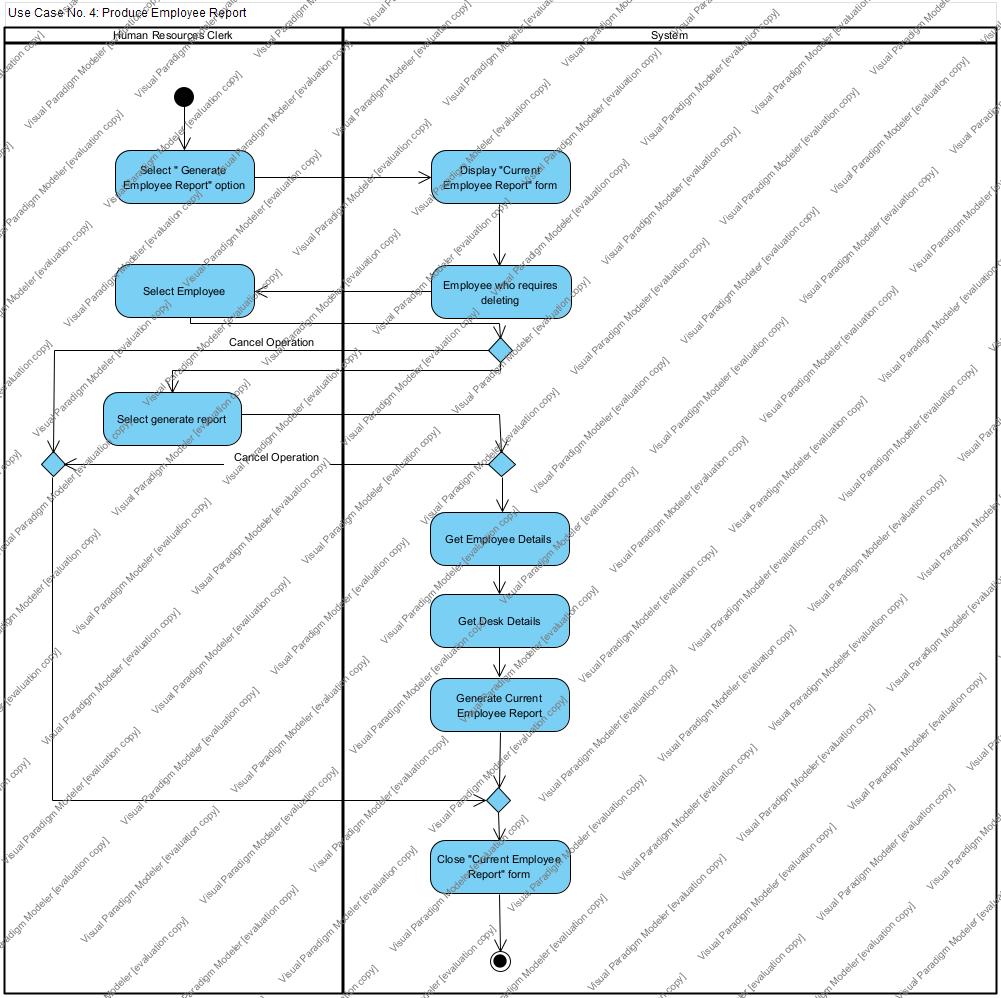 Use Case No. 4: Produce Employee Report
Human Resources Clerk
System
Select " Generate
Employee Report" option
Display "Current
Employee Report" form
Select Employee
Employee who requires
deleting
Cancel Operation
Select generate report
Cancel Operation
Get Employee Details
Get Desk Details
Generate Current
Employee Report
Close "Current Employee
Report" form
Visual Paradigm Modeler [evaluation copy]